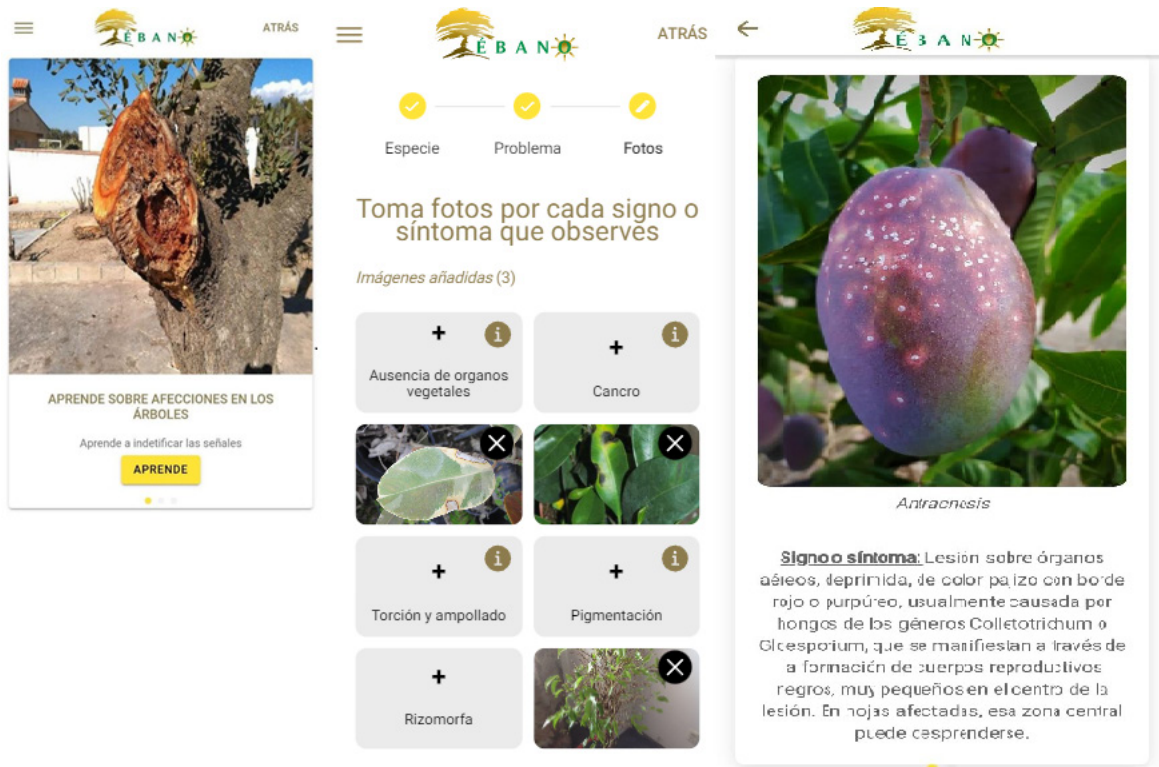 ÉBANO
ATRÁS
APRENDE SOBRE AFECCIONES EN LOS
ÁRBOLES
Aprende a indetificar las señales
APRENDE
ÉBANO
ATRÁS
Especie
Problema
Fotos
Toma fotos por cada signo o
síntoma que observes
Imágenes añadidas (3)
Ausencia de organos
vegetales
Cancro
Torción y ampollado
Pigmentación
Rizomorfa
ÉBANO
Antracnosis
Signo o síntoma: Lesión sobre órganos
aéreos, deprimida, de color pajizo con borde
rojo o purpúreo, usualmente causada por
hongos de los géneros Colletotrichum o
Gloesporium, que se manifiestan a través de
la formación de cuerpos reproductivos
negros, muy pequeños en el centro de la
lesión. En hojas afectadas, esa zona central
puede desprenderse.